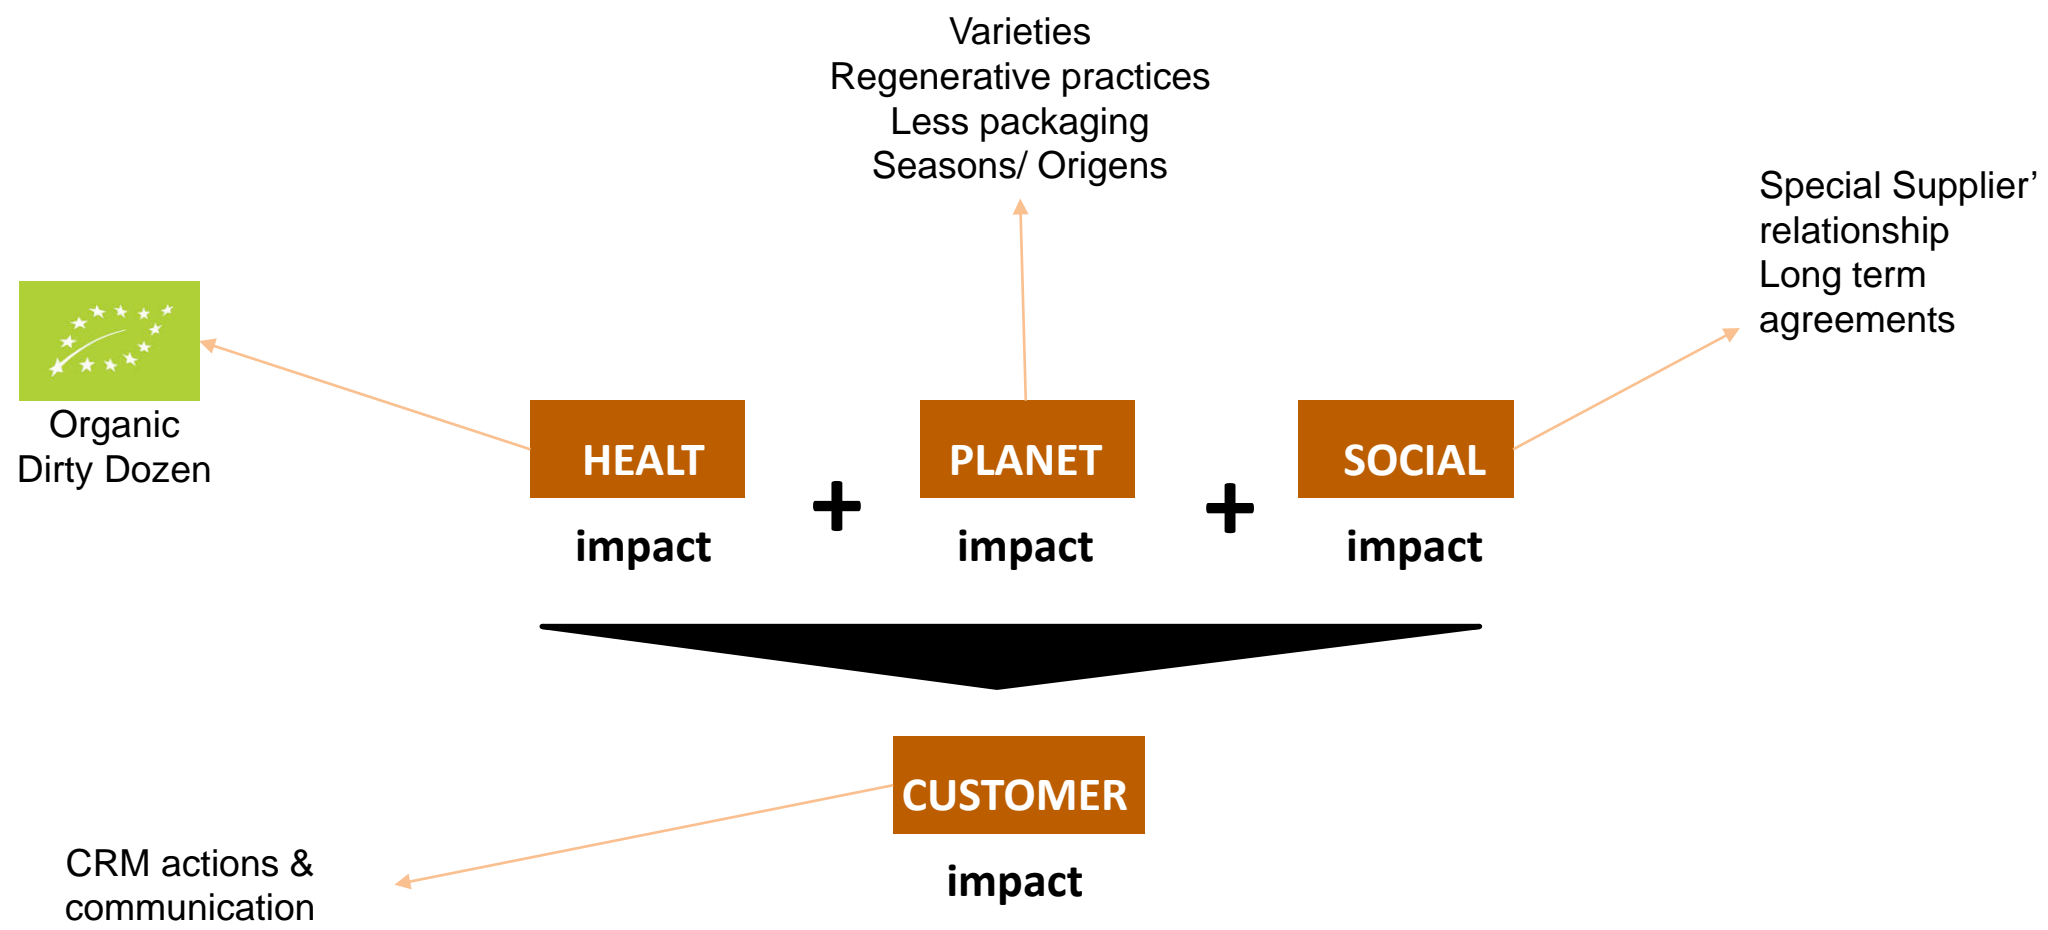 Varieties
Regenerative practices
Less packaging
Seasons/ Origens
Special Supplier’
relationship
Long term
agreements
Organic
Dirty Dozen
HEALT
impact
+
PLANET
impact
+
SOCIAL
impact
CUSTOMER
impact
CRM actions &
communication